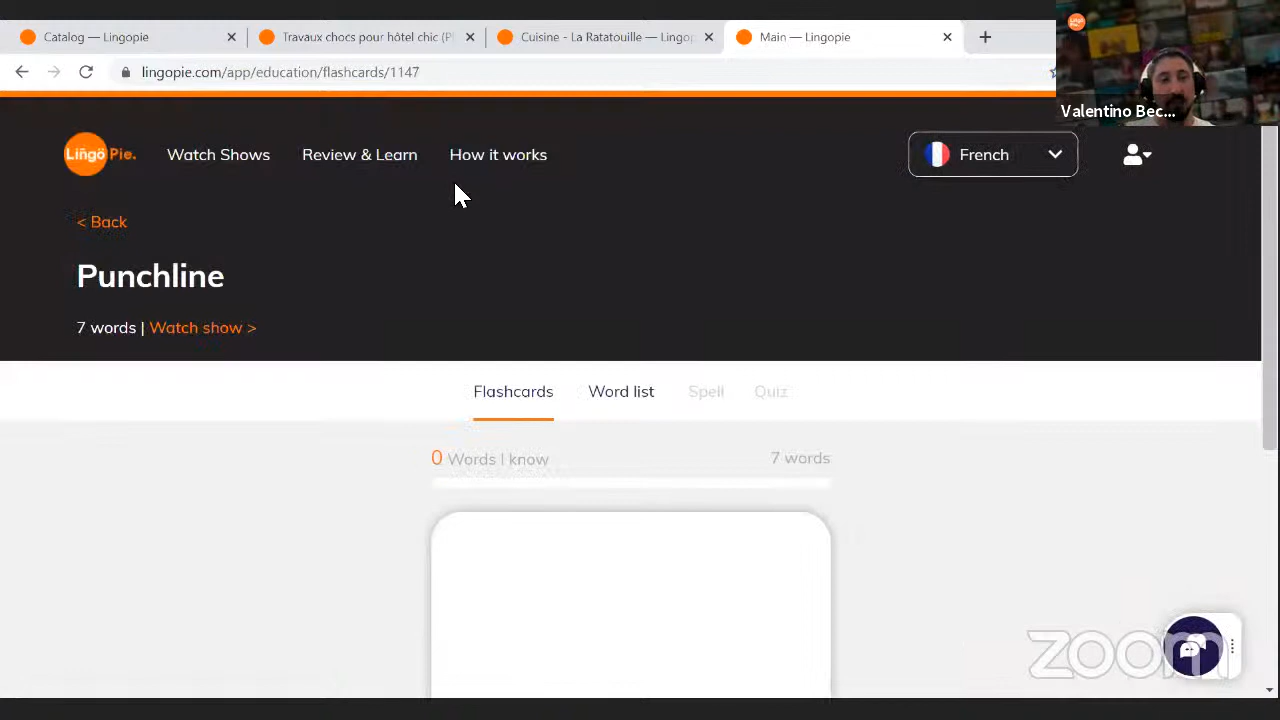 Catalog — Lingopie
Travaux chocs pour hôtel chic (P
Cuisine - La Ratatouille — Lingop
Main — Lingopie
lingopie.com/app/education/flashcards/1147
Valentino Bec...
Lingo Pie.
Watch Shows
Review & Learn
How it works
French
< Back
Punchline
7 words | Watch show >
Flashcards
Word list
Spell
Quiz
0 Words I know
7 words
zoom